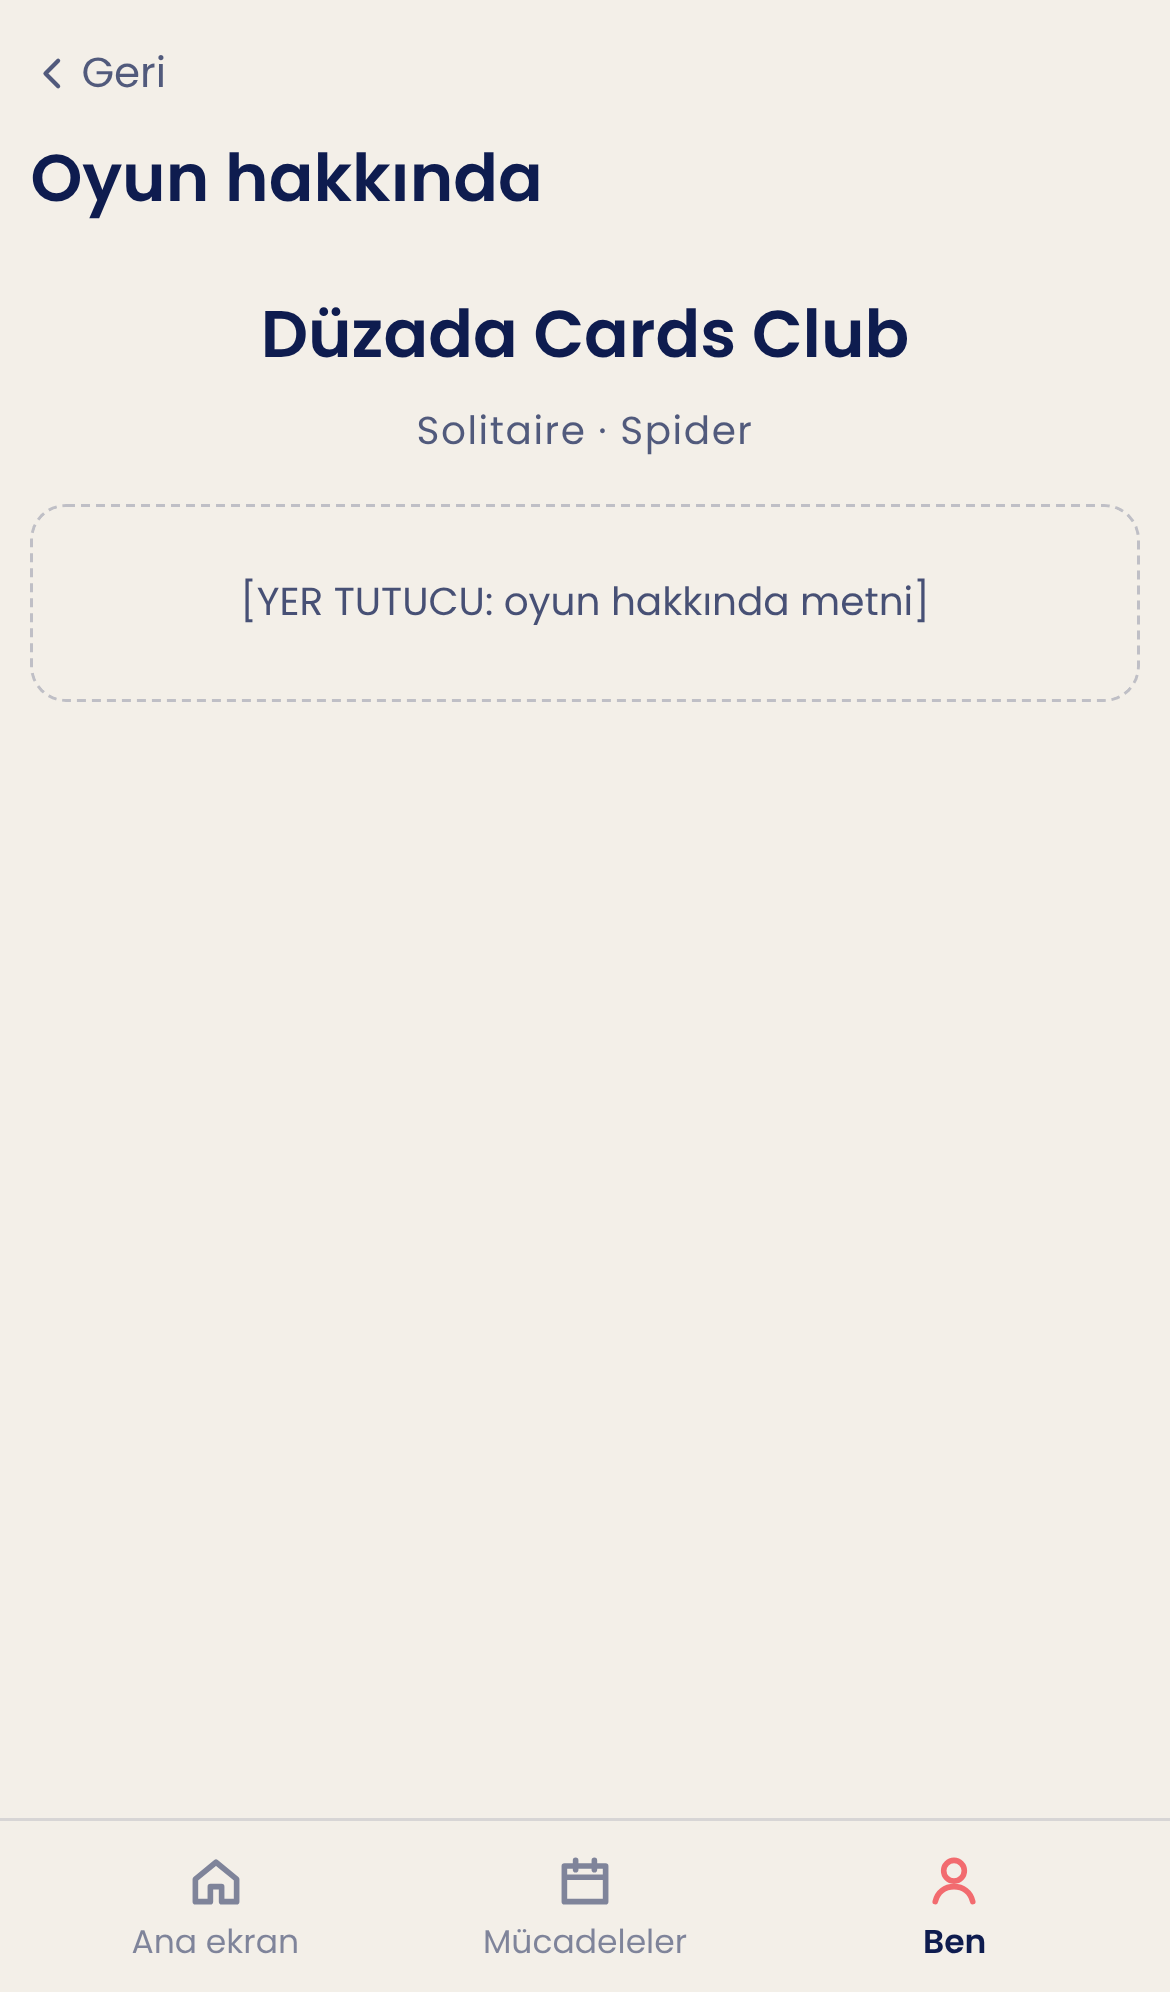 Geri
Oyun hakkında
Düzada Cards Club
Solitaire · Spider
[YER TUTUCU: oyun hakkında metni]
Ana ekran
Mücadeleler
Ben